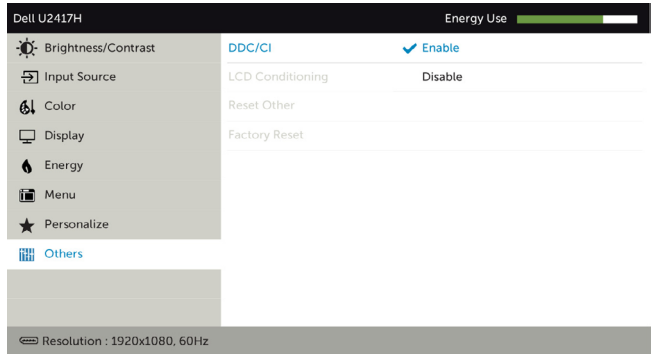 Dell U2417H
Energy Use
Brightness/Contrast
DDC/CI
Enable
Input Source
LCD Conditioning
Disable
Color
Reset Other
Display
Factory Reset
Energy
Menu
Personalize
Others
Resolution : 1920x1080, 60Hz